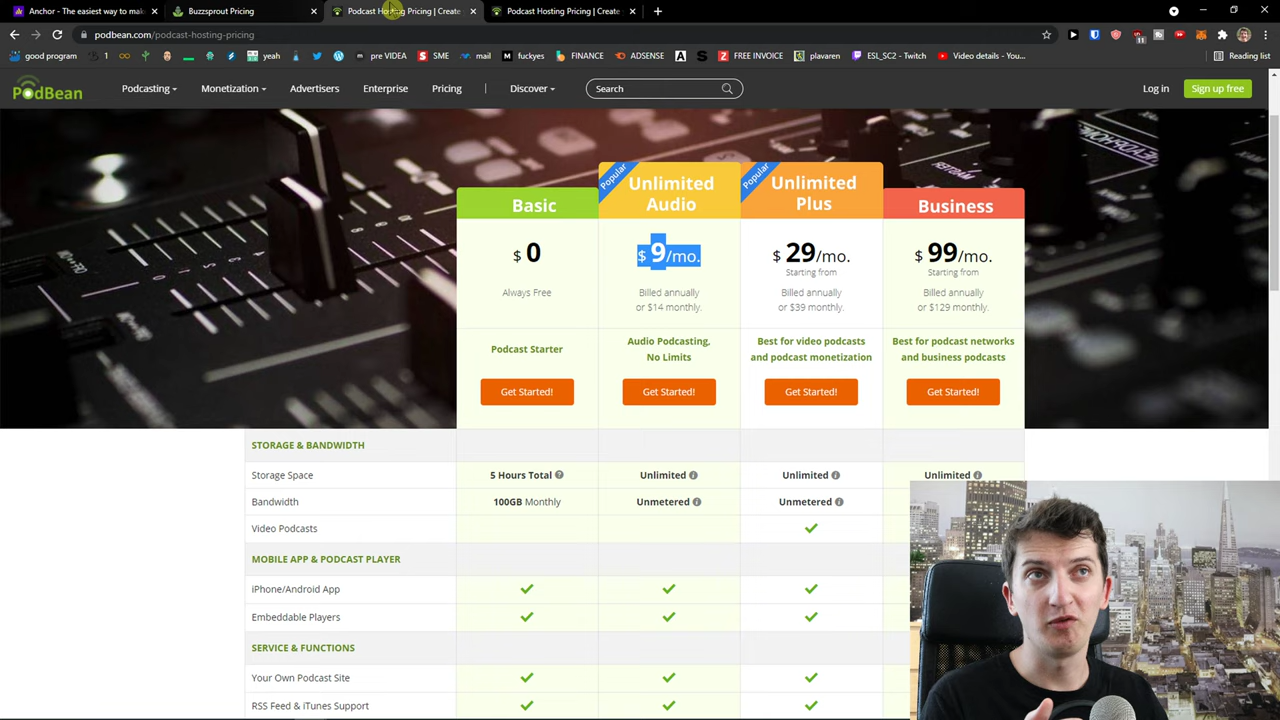 Anchor - The easiest way to mak
Buzzsprout Pricing
Podcast Hosting Pricing | Create
Podcast Hosting Pricing | Create
podbean.com/podcast-hosting-pricing
good program
1
yeah
pre VIDEA
SME
mail
fuckyes
FINANCE
ADSENSE
FREE INVOICE
plavaren
ESL_SC2 - Twitch
Video details - You...
Reading list
PodBean
Podcasting
Monetization
Advertisers
Enterprise
Pricing
Discover
Search
Log in
Sign up free
Popular
Popular
Basic
Unlimited
Audio
Unlimited
Plus
Business
$ 0
$ 9/mo.
$ 29/mo.
$ 99/mo.
Starting from
Starting from
Always Free
Billed annually
or $14 monthly.
Billed annually
or $39 monthly.
Billed annually
or $129 monthly.
Podcast Starter
Audio Podcasting,
No Limits
Best for video podcasts
and podcast monetization
Best for podcast networks
and business podcasts
Get Started!
Get Started!
Get Started!
Get Started!
STORAGE & BANDWIDTH
Storage Space
5 Hours Total
Unlimited
Unlimited
Unlimited
Bandwidth
100GB Monthly
Unmetered
Unmetered
Video Podcasts
MOBILE APP & PODCAST PLAYER
iPhone/Android App
Embeddable Players
SERVICE & FUNCTIONS
Your Own Podcast Site
RSS Feed & iTunes Support